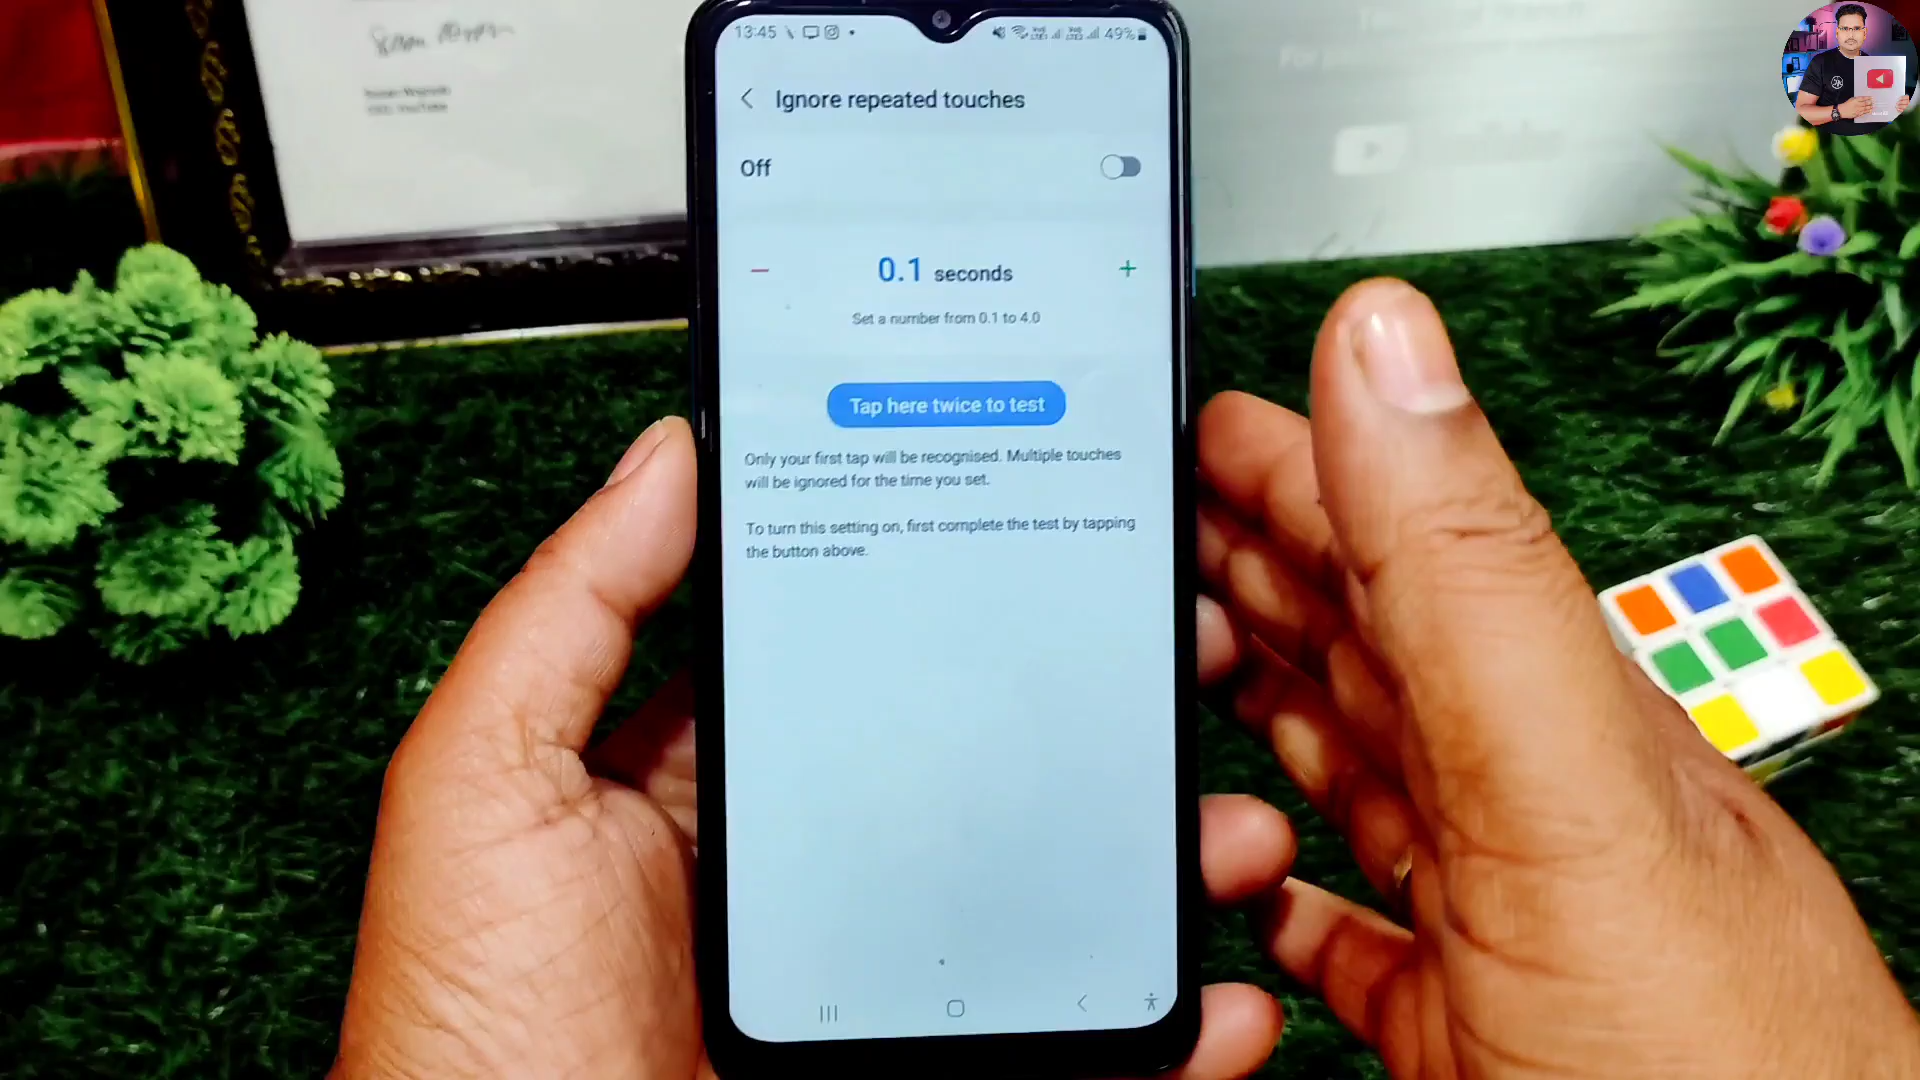 13:45
49%
Ignore repeated touches
Off
0.1 seconds
Set a number from 0.1 to 4.0
Tap here twice to test
Only your first tap will be recognised. Multiple touches
will be ignored for the time you set.
To turn this setting on, first complete the test by tapping
the button above.